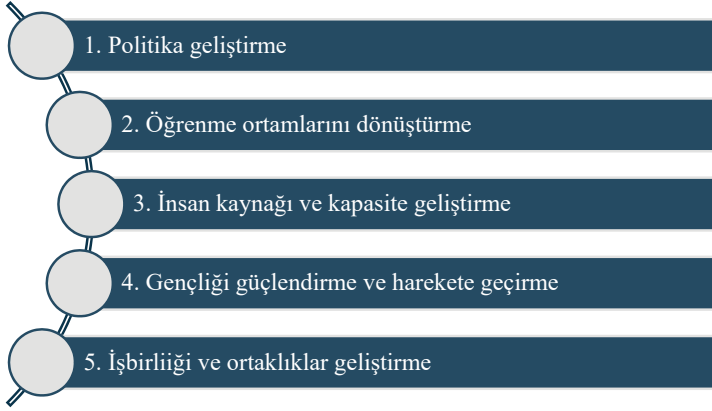 1. Politika geliştirme
2. Öğrenme ortamlarını dönüştürme
3. İnsan kaynağı ve kapasite geliştirme
4. Gençliği güçlendirme ve harekete geçirme
5. İşbirliiği ve ortaklıklar geliştirme